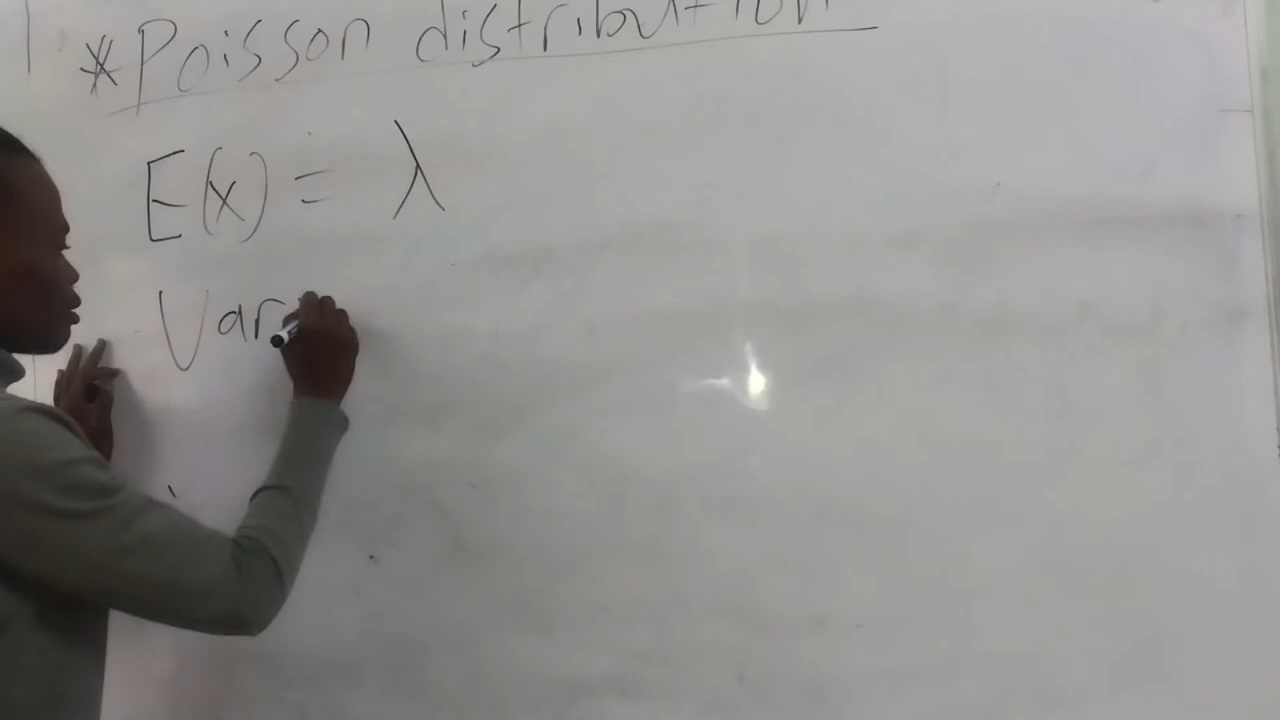 *Poisson distribution
E(x) = λ
Var